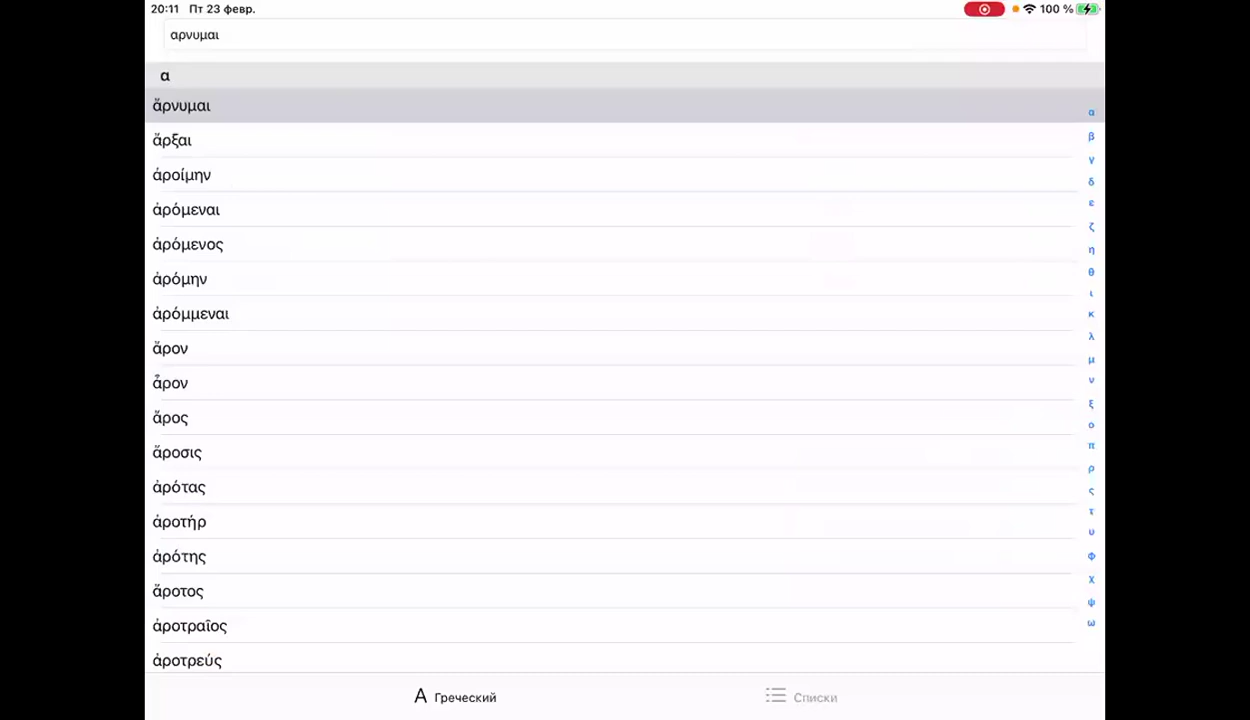 20:11 Пт 23 февр. 100 %
αρνυμαι
α
ἄρνυμαι
ἄρξαι
ἀροίμην
ἀρόμεναι
ἀρόμενος
ἀρόμην
ἀρόμμεναι
ἄρον
ἆρον
ἄρος
ἄροσις
ἀρότας
ἀροτήρ
ἀρότης
ἄροτος
ἀροτραῖος
ἀροτρεύς
α
β
γ
δ
ε
ζ
η
θ
ι
κ
λ
μ
ν
ξ
ο
π
ρ
ς
τ
υ
φ
χ
ψ
ω
A Греческий Списки